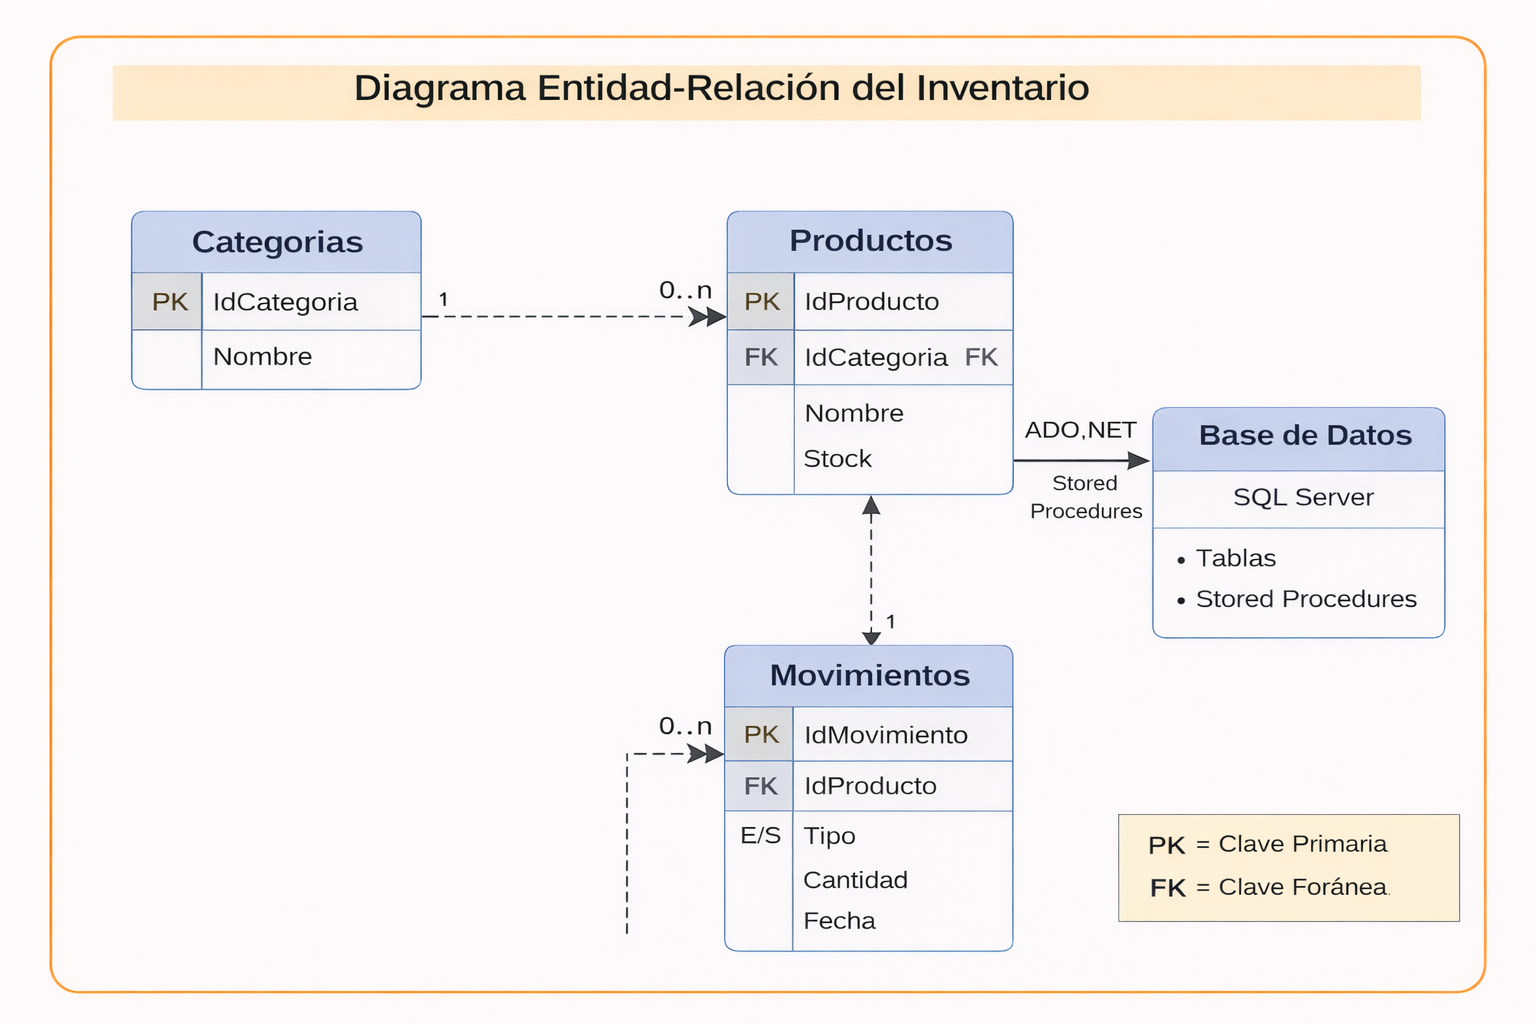 Diagrama Entidad-Relación del Inventario
Categorias
PK IdCategoria
Nombre
1
0..n
Productos
PK IdProducto
FK IdCategoria FK
Nombre
Stock
ADO,NET
Stored
Procedures
Base de Datos
SQL Server
• Tablas
• Stored Procedures
1
Movimientos
0..n
PK IdMovimiento
FK IdProducto
E/S Tipo
Cantidad
Fecha
PK = Clave Primaria.
FK = Clave Foránea.